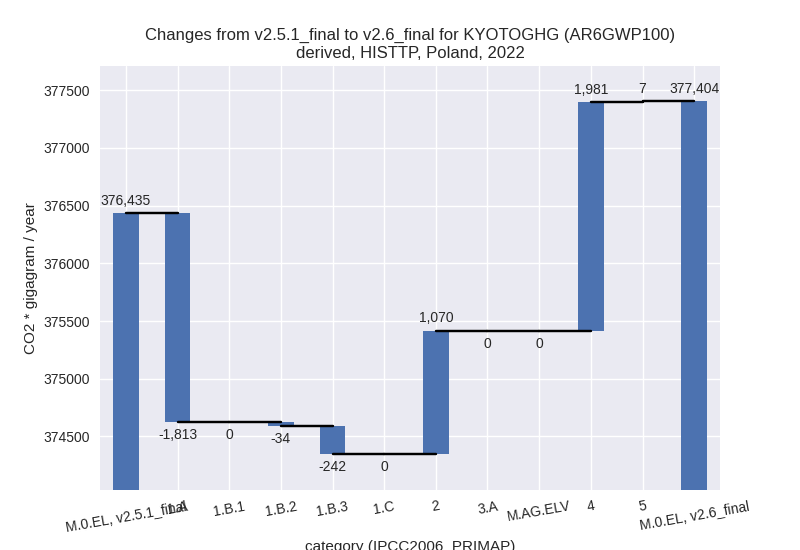 Changes from v2.5.1_final to v2.6_final for KYOTOGHG (AR6GWP100)
derived, HISTTP, Poland, 2022
CO2 * gigagram / year
377500
377000
376500
376000
375500
375000
374500
376,435
-1,813
0
-34
-242
0
1,070
0
0
1,981
7
377,404
M.0.EL, v2.5.1_final
1.A
1.B.1
1.B.2
1.B.3
1.C
2
3.A
M.AG.ELV
4
5
M.0.EL, v2.6_final
category (IPCC2006_PRIMAP)